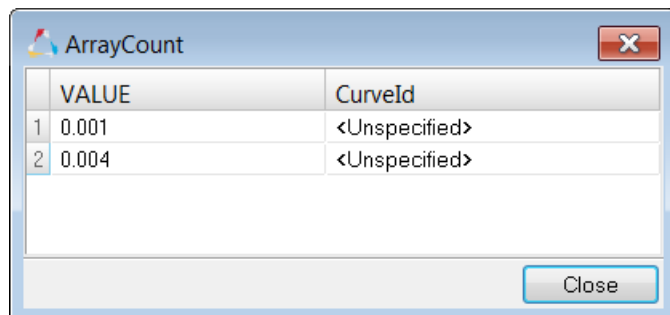 ArrayCount
VALUE CurveId
1 0.001 <Unspecified>
2 0.004 <Unspecified>
Close